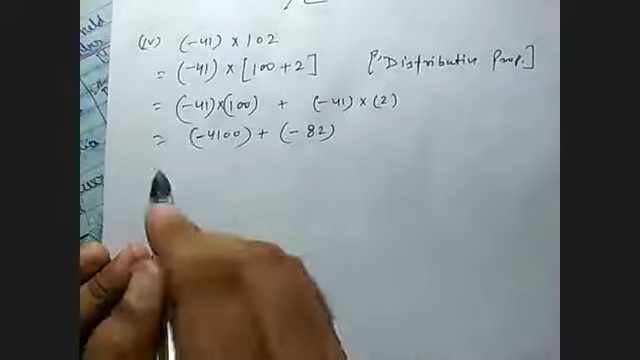 (iv) (-41) × 102
= (-41) × [100 + 2] [∵ Distributive Prop.]
= (-41)×(100) + (-41) × (2)
= (-4100) + (-82)